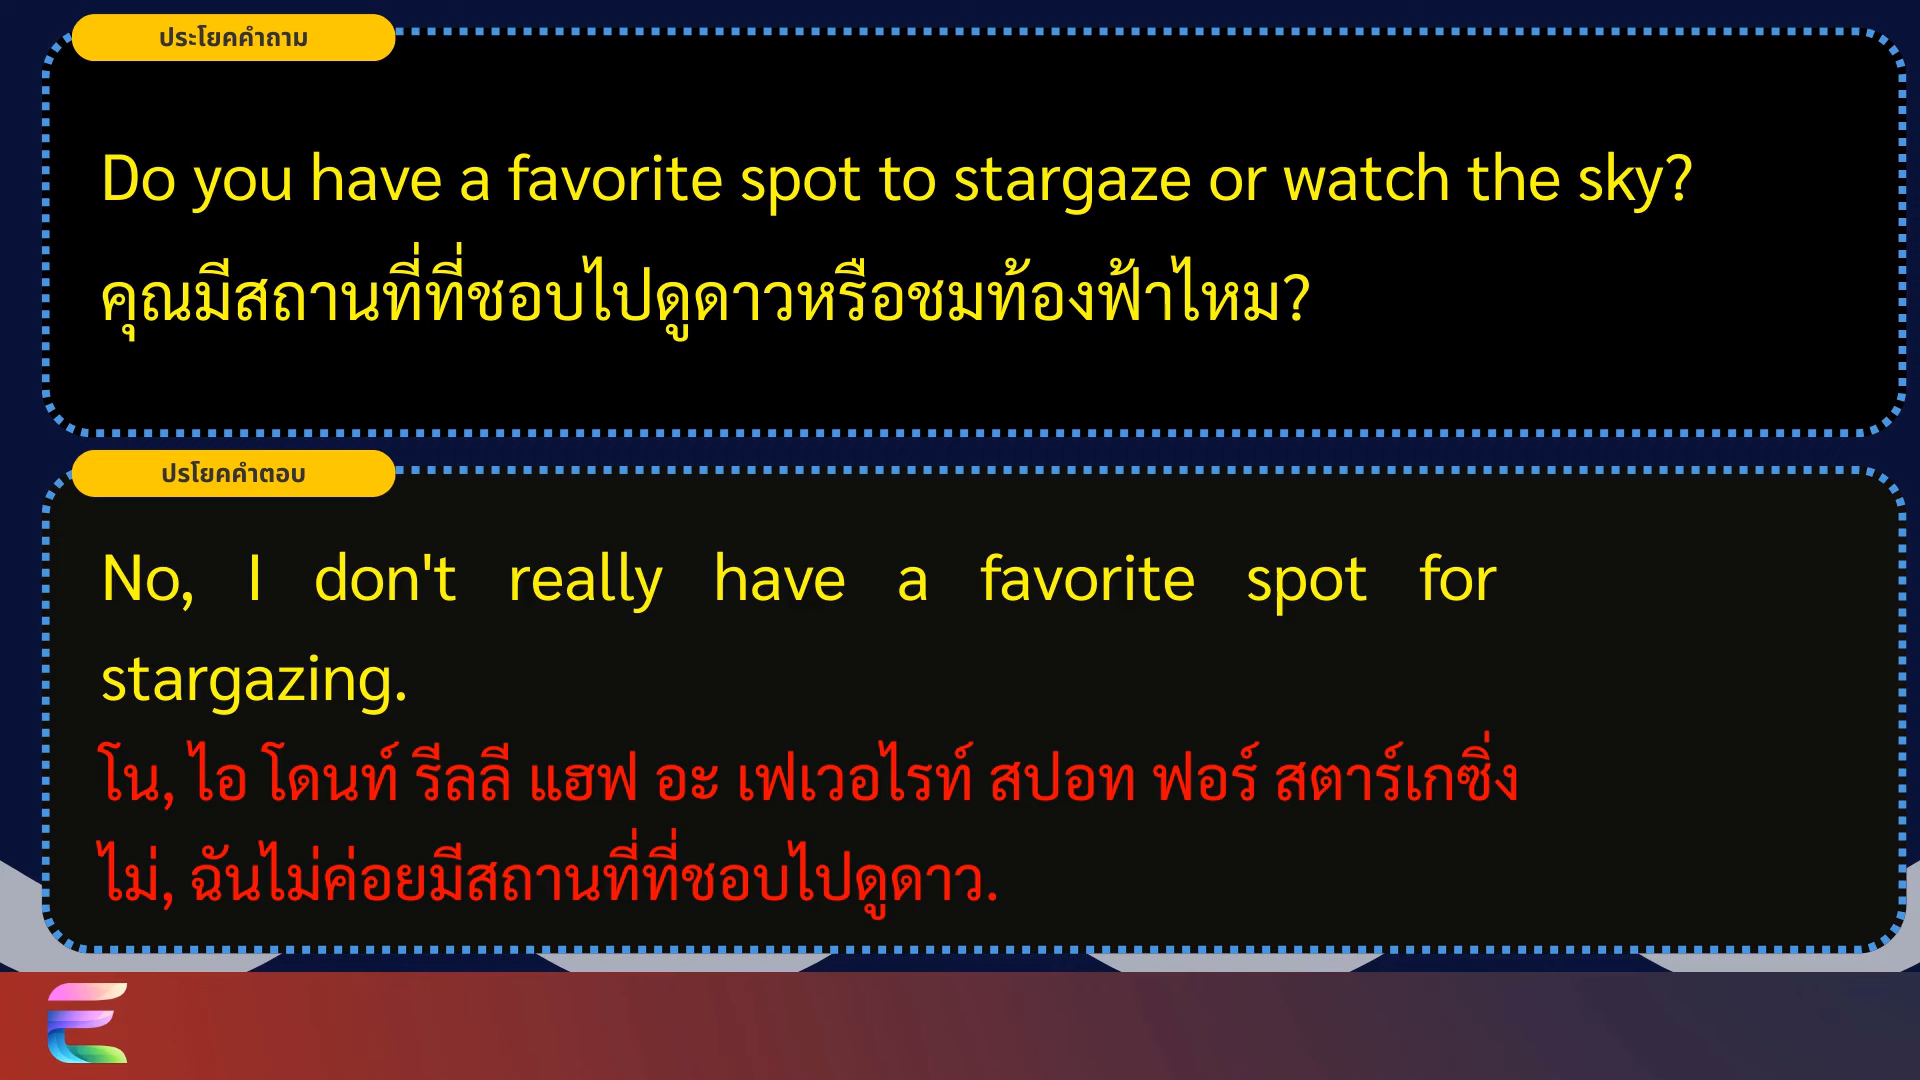 ประโยคคำถาม
Do you have a favorite spot to stargaze or watch the sky?
คุณมีสถานที่ที่ชอบไปดูดาวหรือชมท้องฟ้าไหม?
ปรโยคคำตอบ
No, I don't really have a favorite spot for
stargazing.
โน, ไอ โดนท์ รีลลี แฮฟ อะ เฟเวอไรท์ สปอท ฟอร์ สตาร์เกซิ่ง
ไม่, ฉันไม่ค่อยมีสถานที่ที่ชอบไปดูดาว.